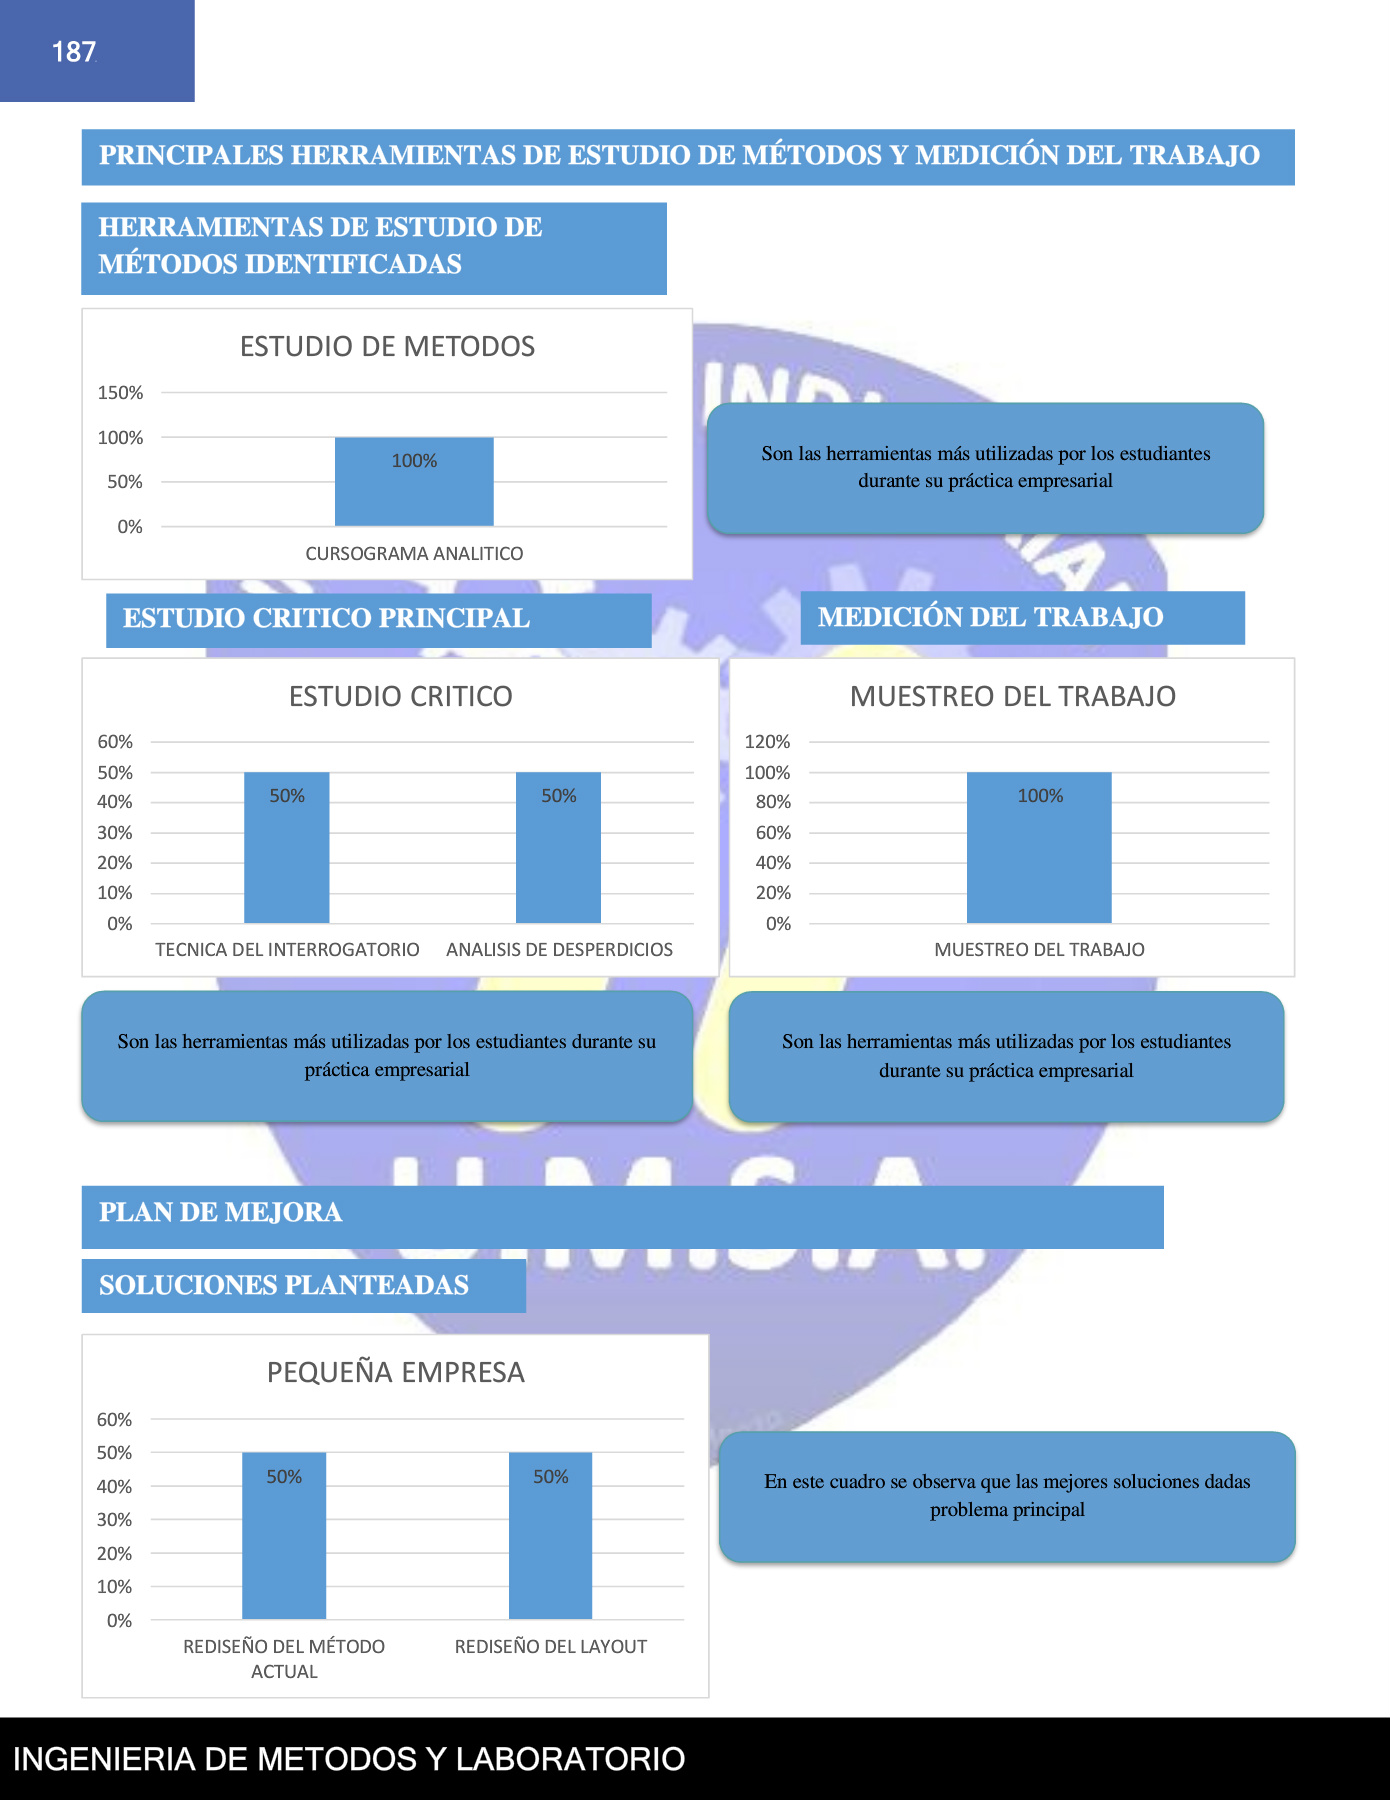 187
PRINCIPALES HERRAMIENTAS DE ESTUDIO DE MÉTODOS Y MEDICIÓN DEL TRABAJO
HERRAMIENTAS DE ESTUDIO DE
MÉTODOS IDENTIFICADAS
ESTUDIO DE METODOS
150%
100%
50%
0%
100%
CURSOGRAMA ANALITICO
Son las herramientas más utilizadas por los estudiantes
durante su práctica empresarial
ESTUDIO CRITICO PRINCIPAL
ESTUDIO CRITICO
60%
50%
40%
30%
20%
10%
0%
50%
50%
TECNICA DEL INTERROGATORIO
ANALISIS DE DESPERDICIOS
Son las herramientas más utilizadas por los estudiantes durante su
práctica empresarial
MEDICIÓN DEL TRABAJO
MUESTREO DEL TRABAJO
120%
100%
80%
60%
40%
20%
0%
100%
MUESTREO DEL TRABAJO
Son las herramientas más utilizadas por los estudiantes
durante su práctica empresarial
U.M.S.A.
PLAN DE MEJORA
SOLUCIONES PLANTEADAS
PEQUEÑA EMPRESA
60%
50%
40%
30%
20%
10%
0%
50%
50%
REDISEÑO DEL MÉTODO
ACTUAL
REDISEÑO DEL LAYOUT
En este cuadro se observa que las mejores soluciones dadas
problema principal
INGENIERIA DE METODOS Y LABORATORIO